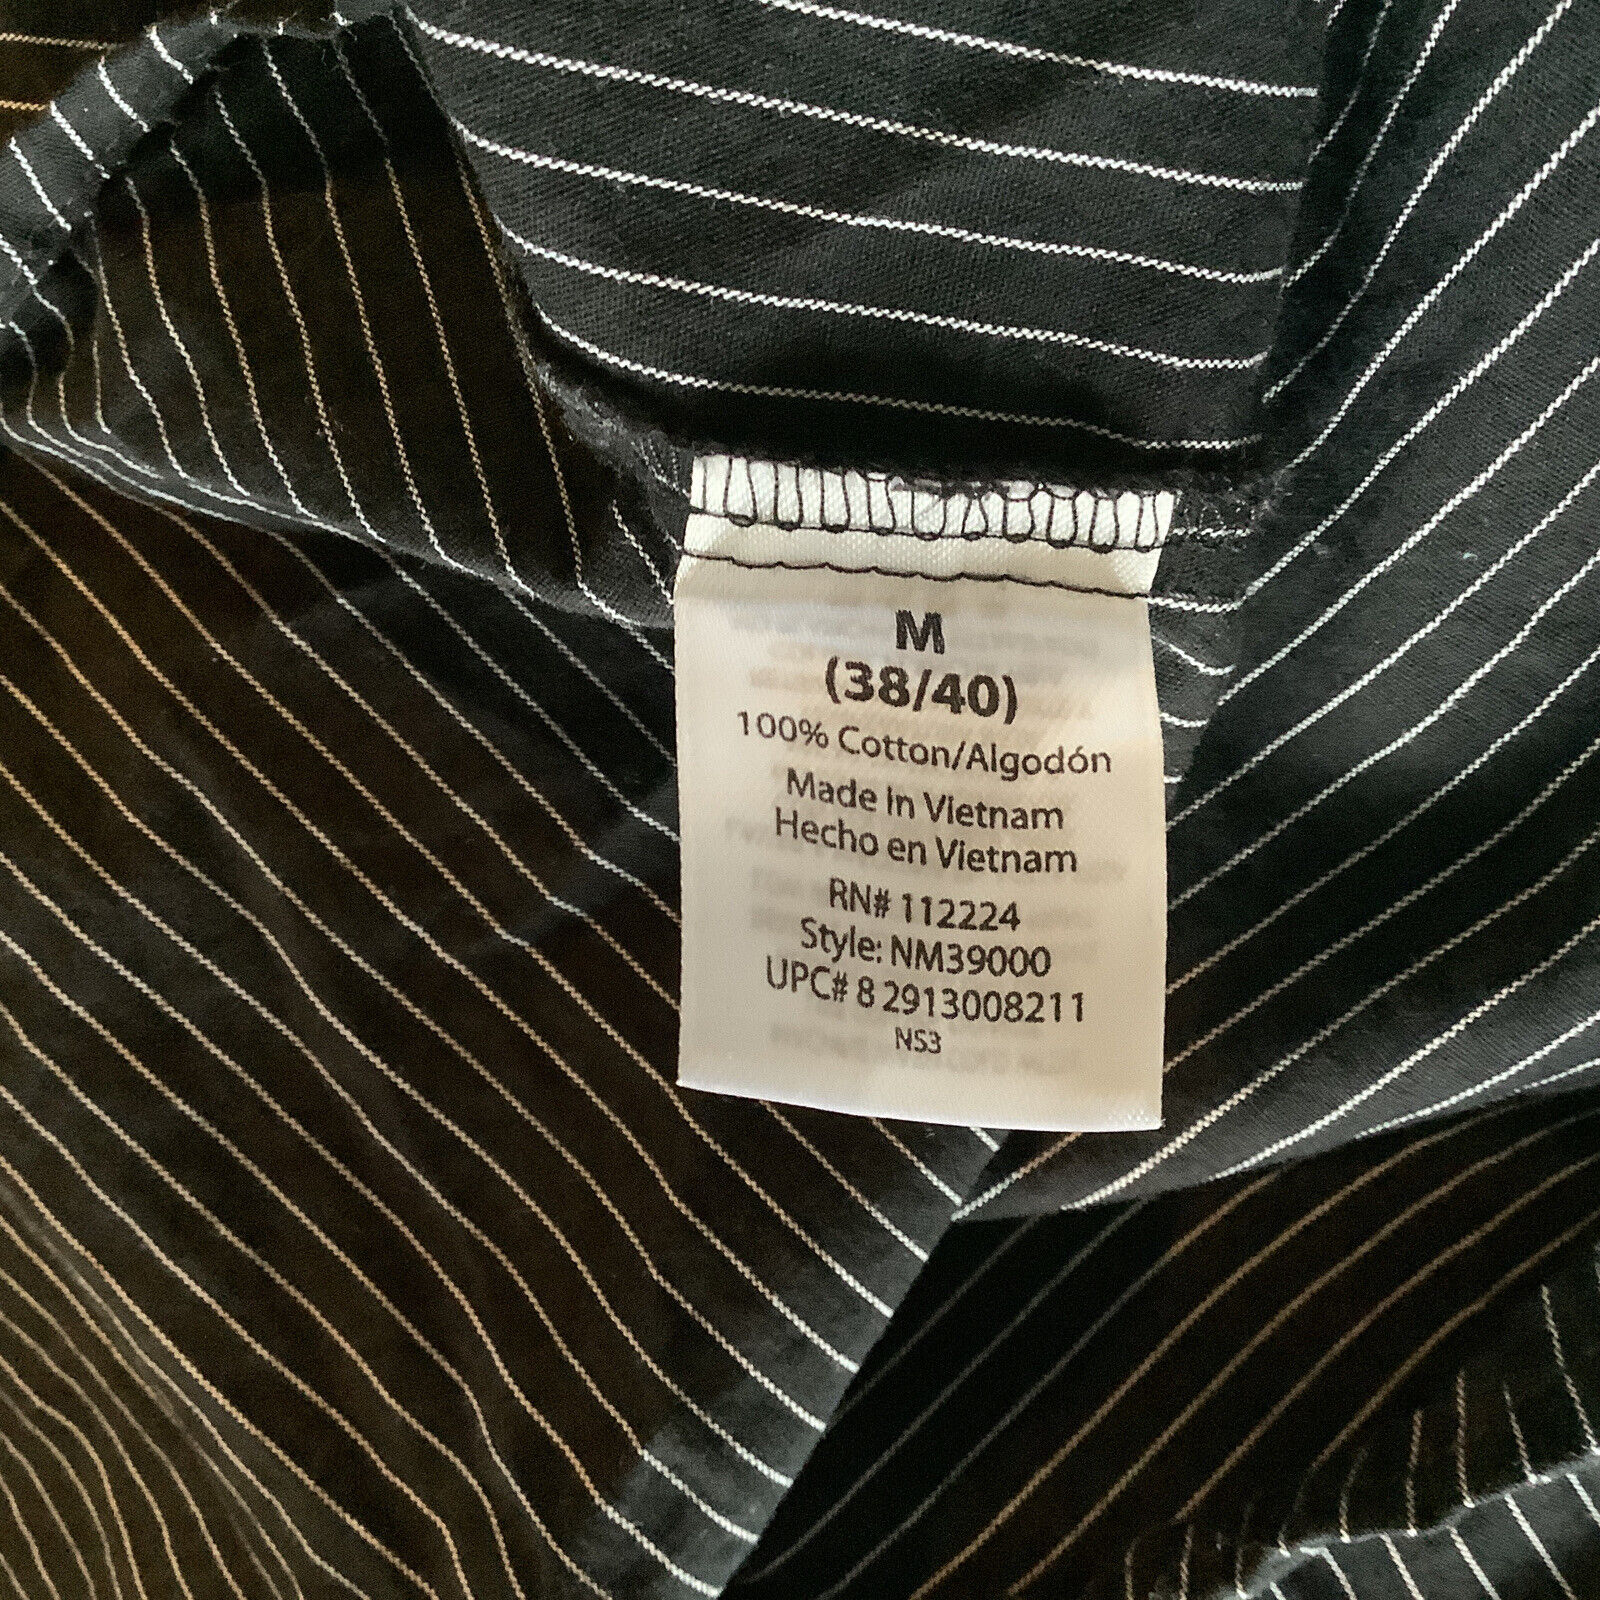 M
(38/40)
100% Cotton/Algodón
Made In Vietnam
Hecho en Vietnam
RN# 112224
Style: NM39000
UPC# 8 2913008211
NS3